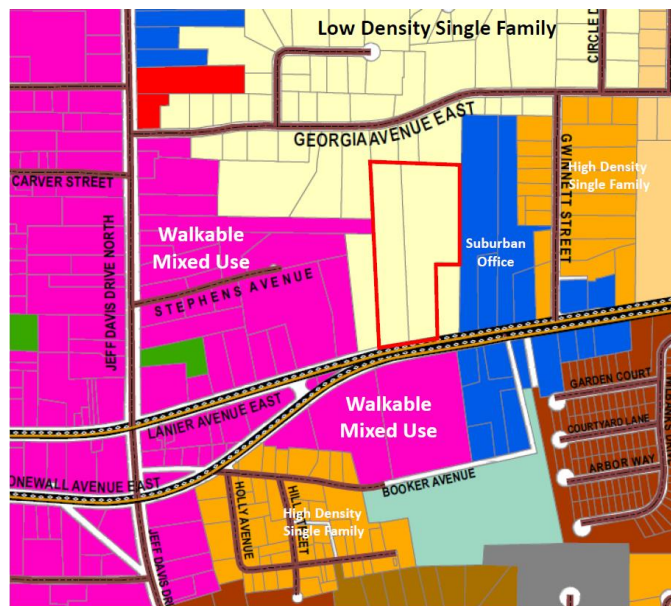 Low Density Single Family
CIRCLE D
GEORGIA AVENUE EAST
CARVER STREET
GWINNETT STREET
High Density
Single Family
Walkable
Mixed Use
Suburban
Office
JEFF DAVIS DRIVE NORTH
STEPHENS AVENUE
LANIER AVENUE EAST
Walkable
Mixed Use
GARDEN COURT
COURTYARD LANE
ARBOR WAY
ONEWALL AVENUE EAST
BOOKER AVENUE
HOLLY AVENUE
High Density
Single Family
JEFF DAVIS DR